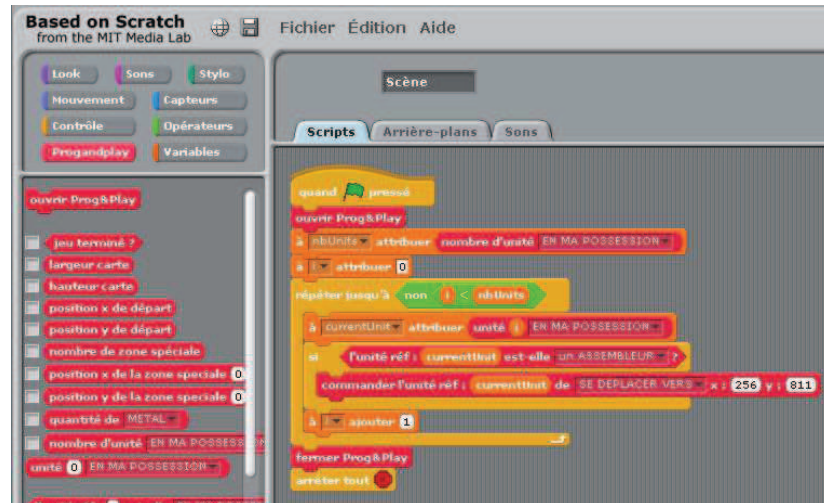 Based on Scratch
from the MIT Media Lab
Fichier Édition Aide
Look Sons Stylo
Mouvement Capteurs
Contrôle Opérateurs
Progandplay Variables
Scène
Scripts Arrière-plans Sons
ouvrir Prog&Play
jeu terminé ?
largeur carte
hauteur carte
position x de départ
position y de départ
nombre de zone spéciale
position x de la zone speciale 0
position y de la zone speciale 0
quantité de METAL
nombre d'unité EN MA POSSESS
unité 0 EN MA POSSESSION
quand pressé
ouvrir Prog&Play
à nbUnits attribuer nombre d'unité EN MA POSSESSION
à i attribuer 0
répéter jusqu'à non i < nbUnits
à currentUnit attribuer unité i EN MA POSSESSION
si l'unité réf : currentUnit est-elle un ASSEMBLEUR ?
commander l'unité réf : currentUnit de SE DEPLACER VERS x : 256 y : 811
à i ajouter 1
fermer Prog&Play
arrêter tout